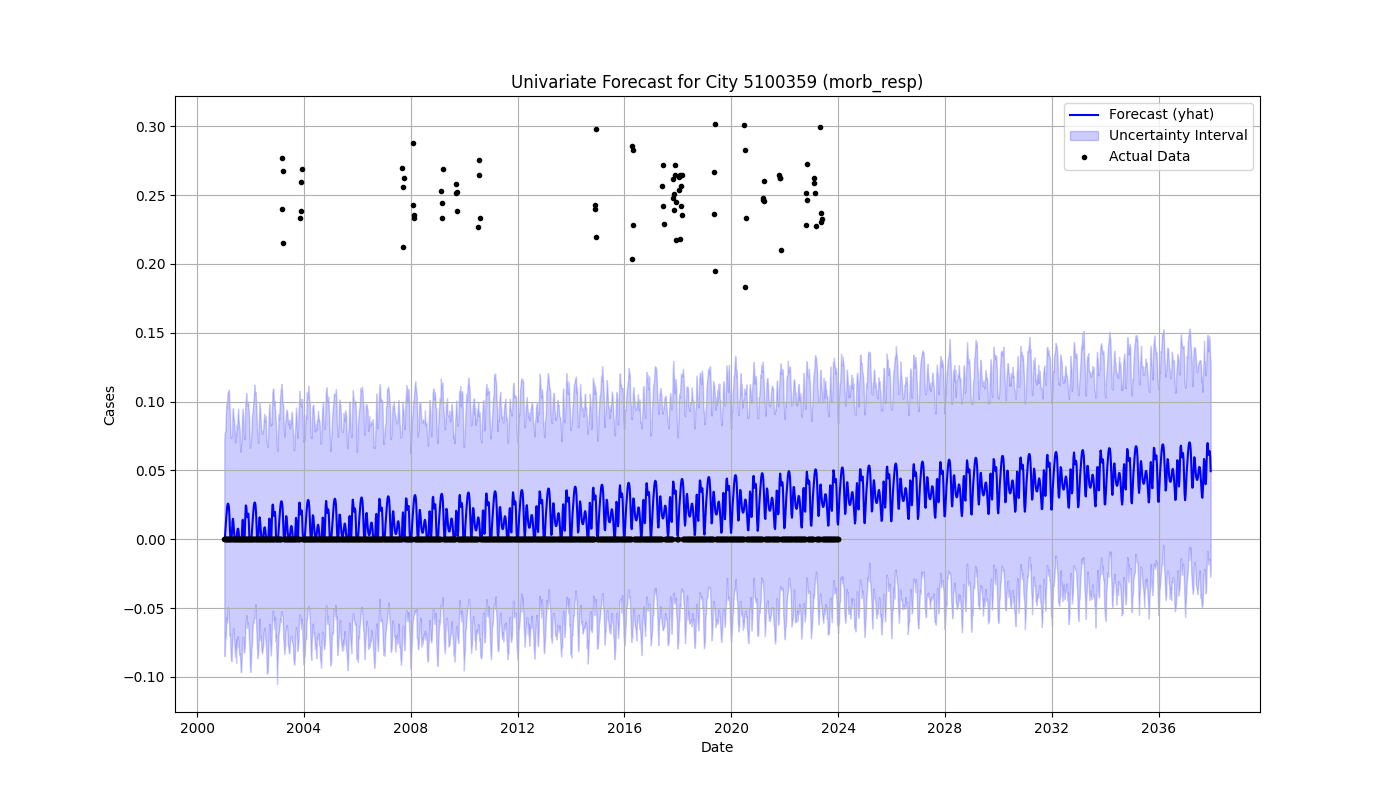 Univariate Forecast for City 5100359 (morb_resp)
Forecast (yhat)
Uncertainty Interval
Actual Data
Cases
0.30
0.25
0.20
0.15
0.10
0.05
0.00
−0.05
−0.10
2000 2004 2008 2012 2016 2020 2024 2028 2032 2036
Date